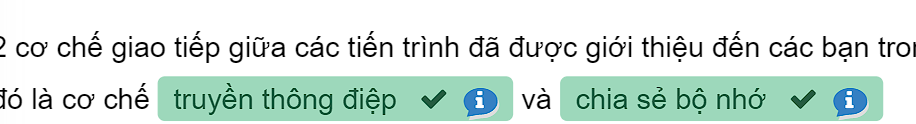 2 cơ chế giao tiếp giữa các tiến trình đã được giới thiệu đến các bạn tron
đó là cơ chế truyền thông điệp và chia sẻ bộ nhớ